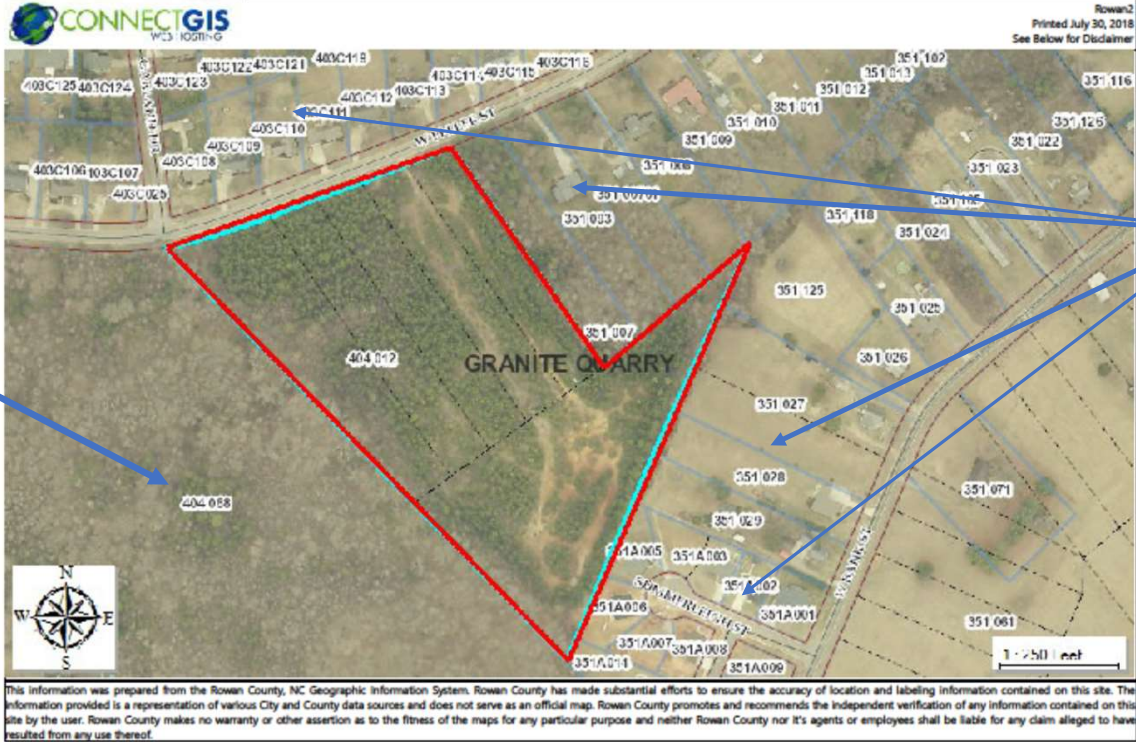 CONNECTGIS
WEB HOSTING
Rowan2
Printed July 30, 2018
See Below for Disclaimer
403C119
403C116
351 102
403C122
403C121
403C115
351 013
403C125
403C124
403C123
403C114
351 012
351 116
403C112
403C113
351 011
403C111
351 010
351 126
403C110
W
ST
351 009
351 022
403C109
403C106
403C107
403C108
351 023
403C025
351 003
351 118
351 024
351 125
351 025
351 007
404 012
GRANITE QUARRY
351 026
351 027
404 088
351 028
351 071
351 029
351A005
351A003
351A002
351A006
351A001
ST
351 061
351A007
351A008
351A014
351A009
N
W
E
S
This information was prepared from the Rowan County, NC Geographic Information System. Rowan County has made substantial efforts to ensure the accuracy of location and labeling information contained on this site. The
information provided is a representation of various City and County data sources and does not serve as an official map. Rowan County promotes and recommends the independent verification of any information contained on this
site by the user. Rowan County makes no warranty or other assertion as to the fitness of the maps for any particular purpose and neither Rowan County nor it's agents or employees shall be liable for any claim alleged to have
resulted from any use thereof.